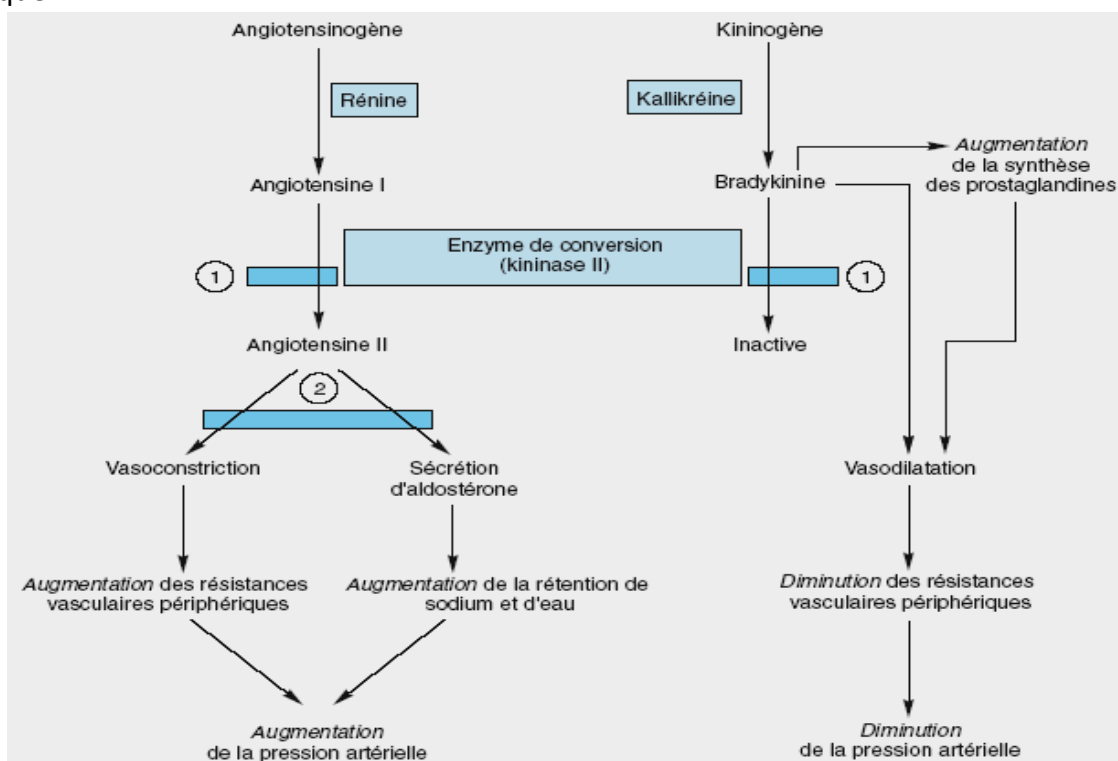 que
Angiotensinogène
Kininogène
Rénine
Kallikréine
Augmentation
de la synthèse
des prostaglandines
Angiotensine I
Bradykinine
Enzyme de conversion
(kininase II)
1
1
Angiotensine II
Inactive
2
Vasoconstriction
Sécrétion
d'aldostérone
Vasodilatation
Augmentation des résistances
vasculaires périphériques
Augmentation de la rétention de
sodium et d'eau
Diminution des résistances
vasculaires périphériques
Augmentation
de la pression artérielle
Diminution
de la pression artérielle